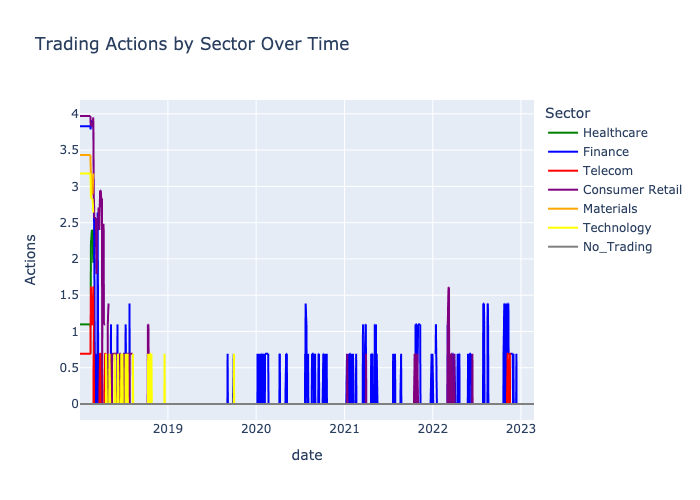 Trading Actions by Sector Over Time
Sector
Healthcare
Finance
Telecom
Consumer Retail
Materials
Technology
No_Trading
Actions
4
3.5
3
2.5
2
1.5
1
0.5
0
2019
2020
2021
2022
2023
date